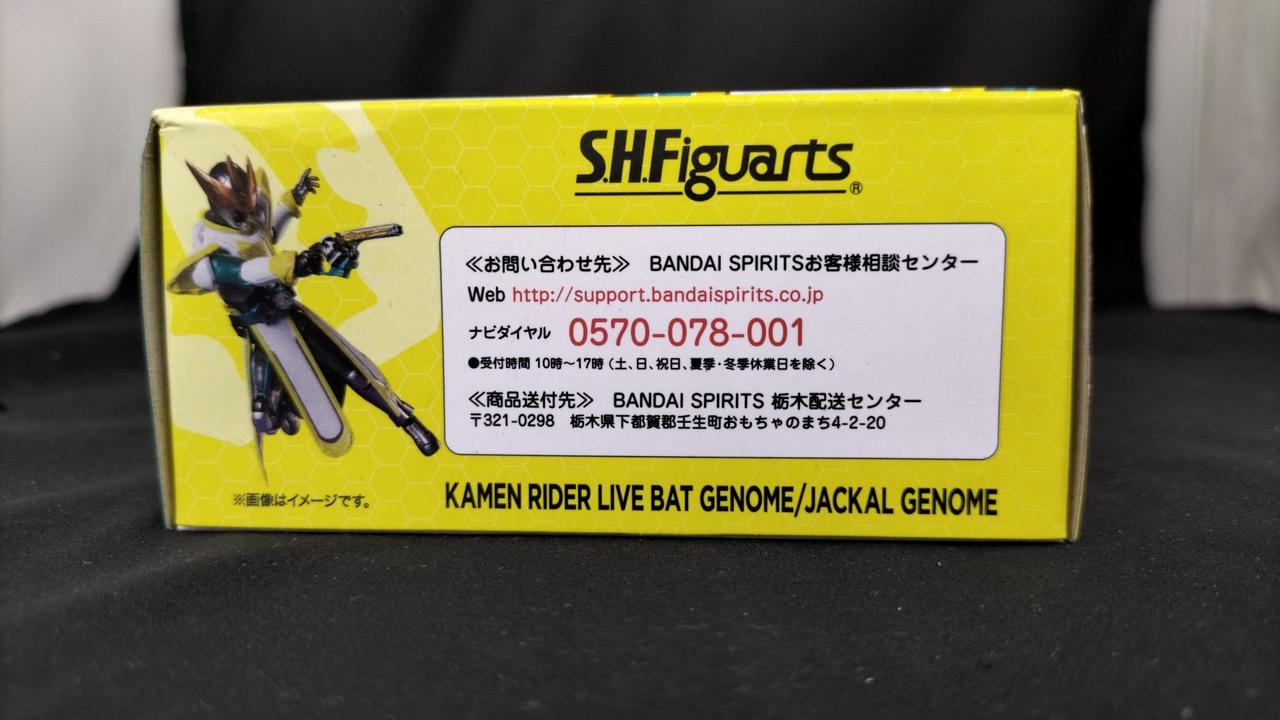 S.H.Figuarts®
≪お問い合わせ先≫ BANDAI SPIRITSお客様相談センター
Web http://support.bandaispirits.co.jp
ナビダイヤル 0570-078-001
●受付時間 10時～17時（土、日、祝日、夏季・冬季休業日を除く）
≪商品送付先≫ BANDAI SPIRITS 栃木配送センター
〒321-0298 栃木県下都賀郡壬生町おもちゃのまち4-2-20
※画像はイメージです。
KAMEN RIDER LIVE BAT GENOME/JACKAL GENOME